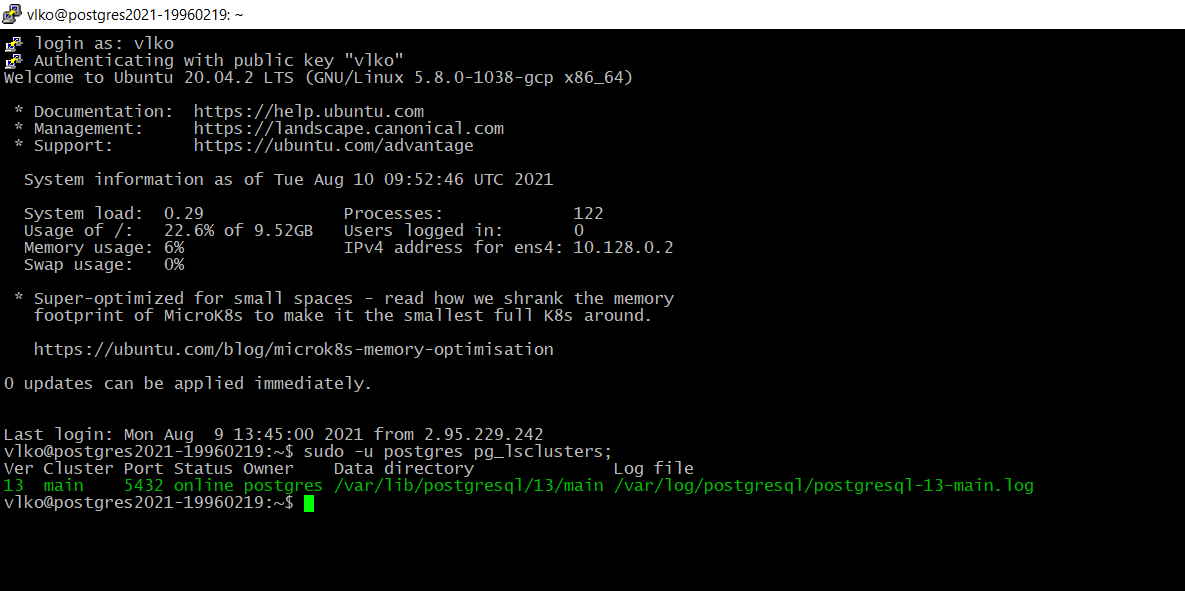 vlko@postgres2021-19960219: ~
login as: vlko
Authenticating with public key "vlko"
Welcome to Ubuntu 20.04.2 LTS (GNU/Linux 5.8.0-1038-gcp x86_64)
* Documentation:  https://help.ubuntu.com
* Management:     https://landscape.canonical.com
* Support:        https://ubuntu.com/advantage
System information as of Tue Aug 10 09:52:46 UTC 2021
System load:  0.29              Processes:             122
Usage of /:   22.6% of 9.52GB   Users logged in:       0
Memory usage: 6%                IPv4 address for ens4: 10.128.0.2
Swap usage:   0%
* Super-optimized for small spaces - read how we shrank the memory
footprint of MicroK8s to make it the smallest full K8s around.
https://ubuntu.com/blog/microk8s-memory-optimisation
0 updates can be applied immediately.
Last login: Mon Aug  9 13:45:00 2021 from 2.95.229.242
vlko@postgres2021-19960219:~$ sudo -u postgres pg_lsclusters;
Ver Cluster Port Status Owner    Data directory              Log file
13  main    5432 online postgres /var/lib/postgresql/13/main /var/log/postgresql/postgresql-13-main.log
vlko@postgres2021-19960219:~$